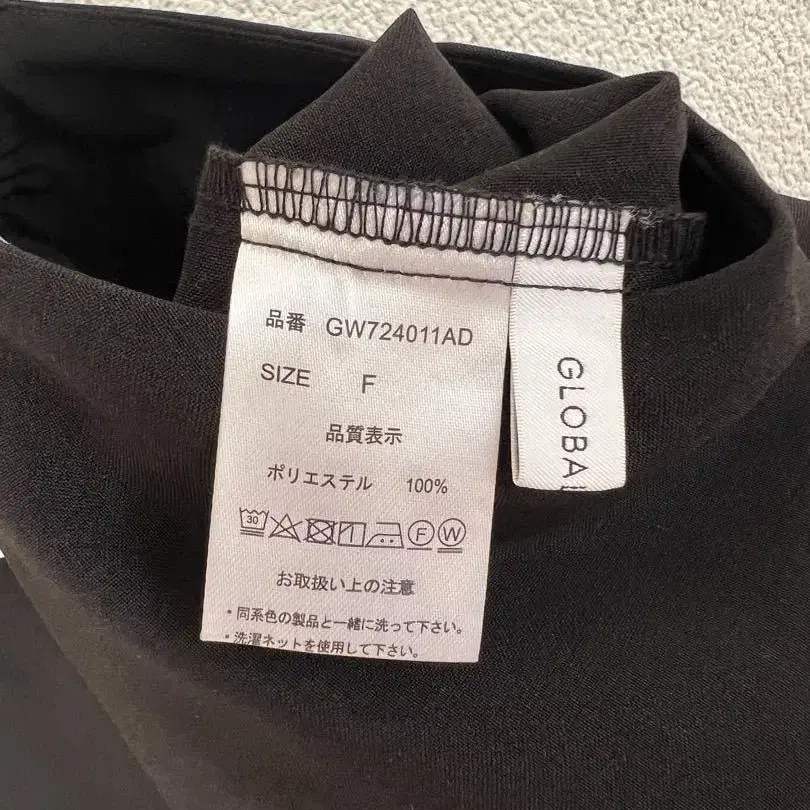 品番 GW724011AD
SIZE F
品質表示
ポリエステル 100%
30 F W
お取扱い上の注意
・同系色の製品と一緒に洗って下さい。
・洗濯ネットを使用して下さい。
GLOBAL